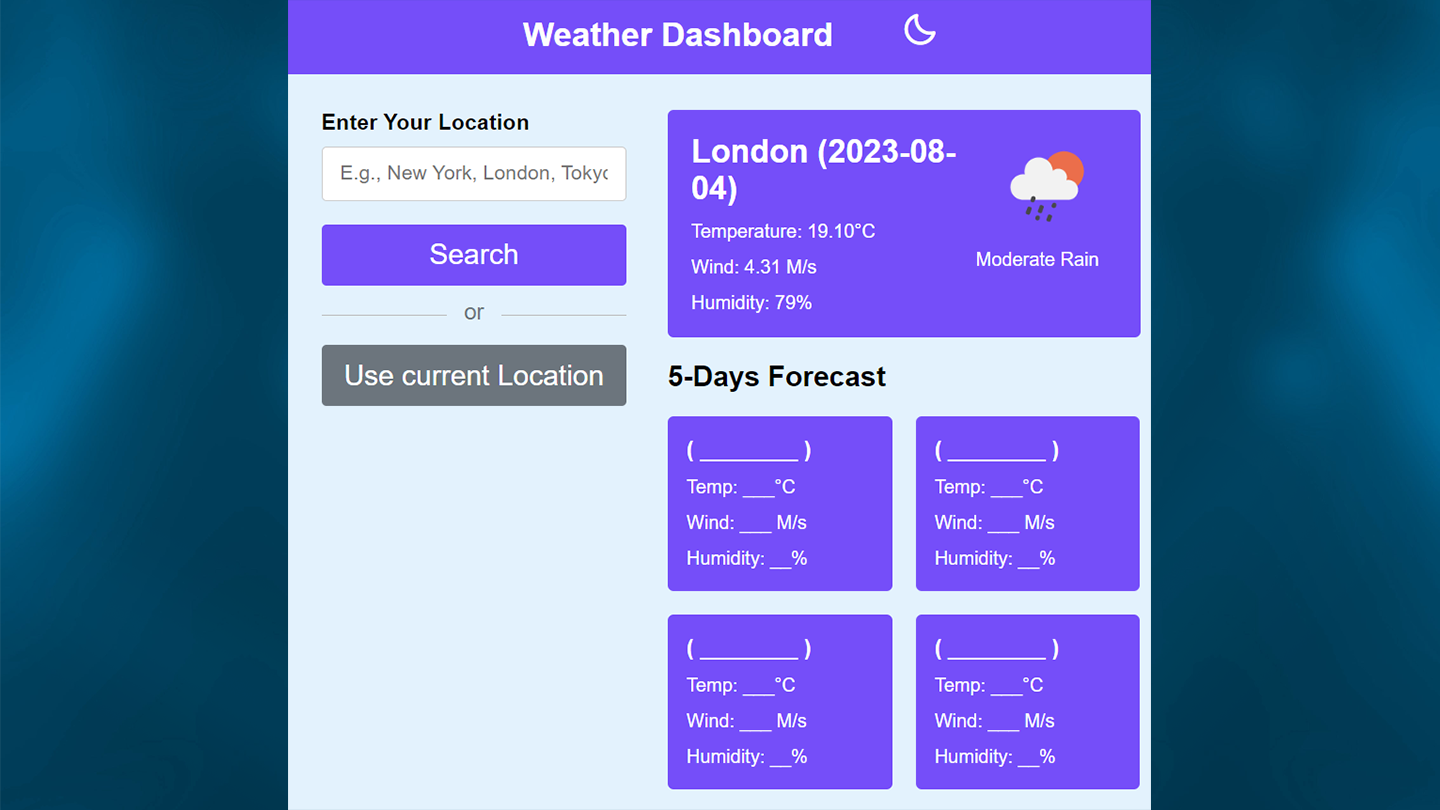 Weather Dashboard
Enter Your Location
E.g., New York, London, Tokyo
Search
or
Use current Location
London (2023-08-
04)
Temperature: 19.10°C
Wind: 4.31 M/s
Humidity: 79%
Moderate Rain
5-Days Forecast
( ________ )
Temp: ___°C
Wind: ___ M/s
Humidity: __%
( ________ )
Temp: ___°C
Wind: ___ M/s
Humidity: __%
( ________ )
Temp: ___°C
Wind: ___ M/s
Humidity: __%
( ________ )
Temp: ___°C
Wind: ___ M/s
Humidity: __%